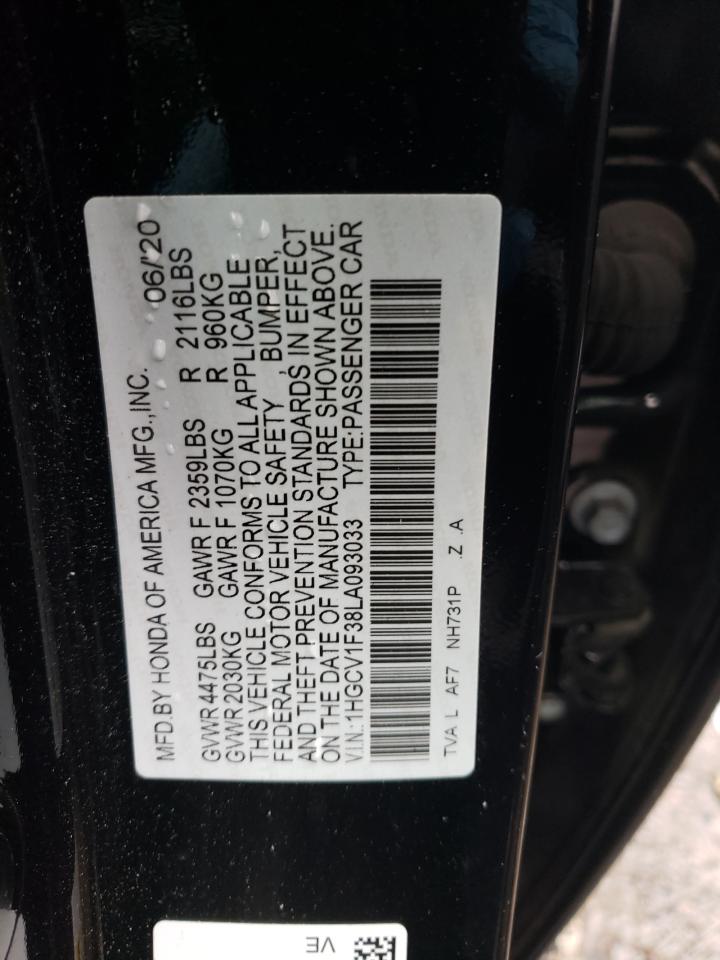 MFD.BY HONDA OF AMERICA MFG.,INC. 06/'20
GVWR 4475LBS GAWR F 2359LBS R 2116LBS
GVWR 2030KG GAWR F 1070KG R 960KG
THIS VEHICLE CONFORMS TO ALL APPLICABLE
FEDERAL MOTOR VEHICLE SAFETY , BUMPER,
AND THEFT PREVENTION STANDARDS IN EFFECT
ON THE DATE OF MANUFACTURE SHOWN ABOVE.
V.I.N.:1HGCV1F38LA093033 TYPE:PASSENGER CAR
TVA L AF7 NH731P .Z .A
VE